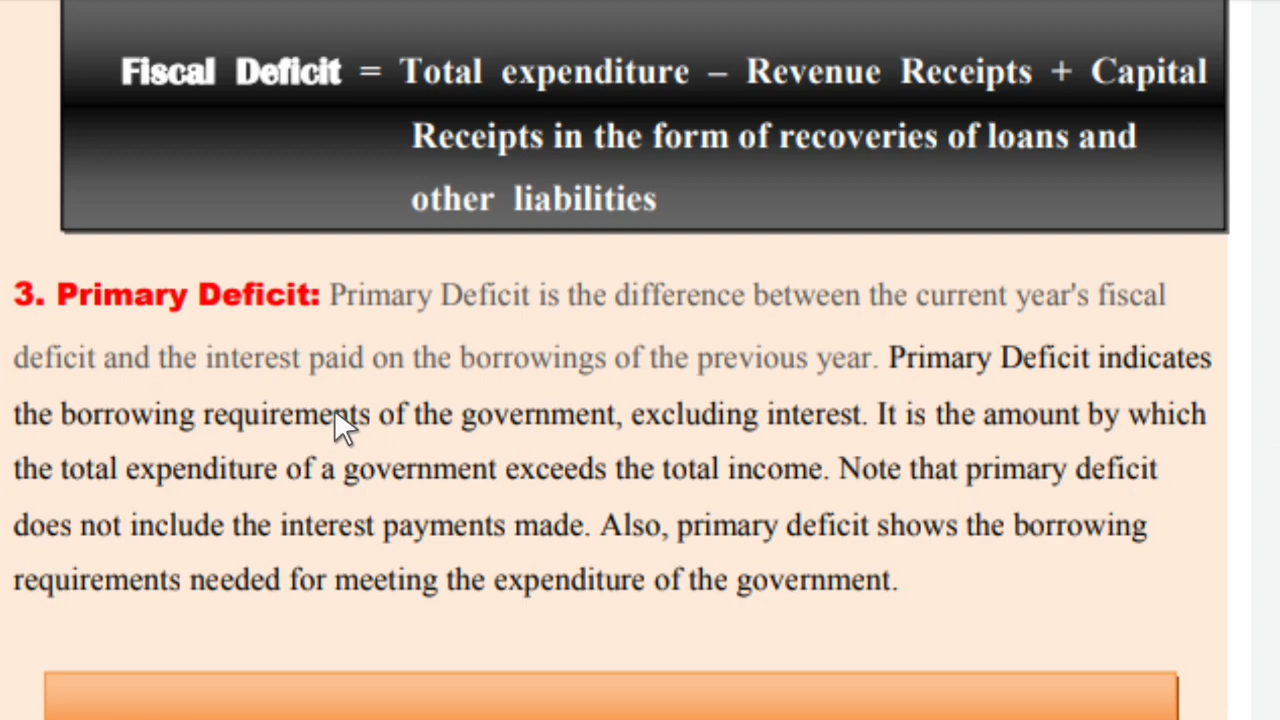 Fiscal Deficit = Total expenditure – Revenue Receipts + Capital
Receipts in the form of recoveries of loans and
other liabilities
3. Primary Deficit: Primary Deficit is the difference between the current year's fiscal
deficit and the interest paid on the borrowings of the previous year. Primary Deficit indicates
the borrowing requirements of the government, excluding interest. It is the amount by which
the total expenditure of a government exceeds the total income. Note that primary deficit
does not include the interest payments made. Also, primary deficit shows the borrowing
requirements needed for meeting the expenditure of the government.